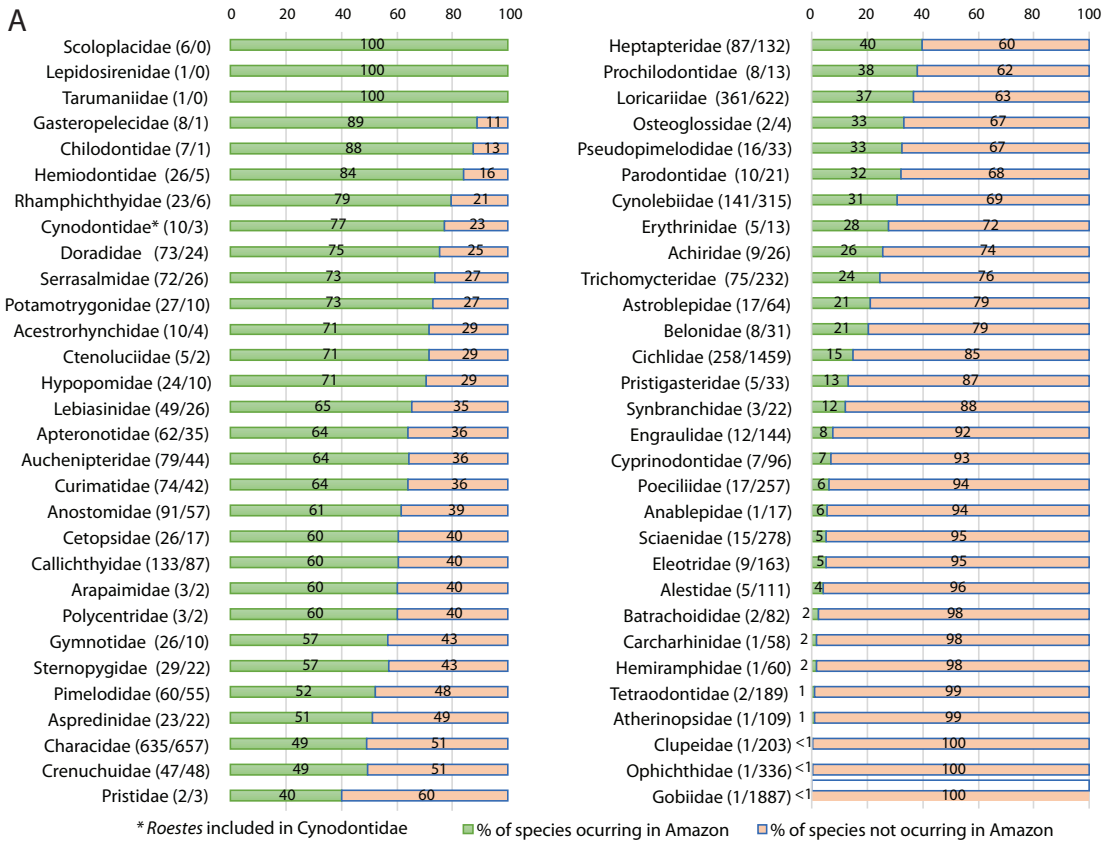 A
0 20 40 60 80 100
Scoloplacidae (6/0) 100
Lepidosirenidae (1/0) 100
Tarumaniidae (1/0) 100
Gasteropelecidae (8/1) 89 11
Chilodontidae (7/1) 88 13
Hemiodontidae (26/5) 84 16
Rhamphichthyidae (23/6) 79 21
Cynodontidae* (10/3) 77 23
Doradidae (73/24) 75 25
Serrasalmidae (72/26) 73 27
Potamotrygonidae (27/10) 73 27
Acestrorhynchidae (10/4) 71 29
Ctenoluciidae (5/2) 71 29
Hypopomidae (24/10) 71 29
Lebiasinidae (49/26) 65 35
Apteronotidae (62/35) 64 36
Auchenipteridae (79/44) 64 36
Curimatidae (74/42) 64 36
Anostomidae (91/57) 61 39
Cetopsidae (26/17) 60 40
Callichthyidae (133/87) 60 40
Arapaimidae (3/2) 60 40
Polycentridae (3/2) 60 40
Gymnotidae (26/10) 57 43
Sternopygidae (29/22) 57 43
Pimelodidae (60/55) 52 48
Aspredinidae (23/22) 51 49
Characidae (635/657) 49 51
Crenuchuidae (47/48) 49 51
Pristidae (2/3) 40 60
0 20 40 60 80 100
Heptapteridae (87/132) 40 60
Prochilodontidae (8/13) 38 62
Loricariidae (361/622) 37 63
Osteoglossidae (2/4) 33 67
Pseudopimelodidae (16/33) 33 67
Parodontidae (10/21) 32 68
Cynolebiidae (141/315) 31 69
Erythrinidae (5/13) 28 72
Achiridae (9/26) 26 74
Trichomycteridae (75/232) 24 76
Astroblepidae (17/64) 21 79
Belonidae (8/31) 21 79
Cichlidae (258/1459) 15 85
Pristigasteridae (5/33) 13 87
Synbranchidae (3/22) 12 88
Engraulidae (12/144) 8 92
Cyprinodontidae (7/96) 7 93
Poeciliidae (17/257) 6 94
Anablepidae (1/17) 6 94
Sciaenidae (15/278) 5 95
Eleotridae (9/163) 5 95
Alestidae (5/111) 4 96
Batrachoididae (2/82) 2 98
Carcharhinidae (1/58) 2 98
Hemiramphidae (1/60) 2 98
Tetraodontidae (2/189) 1 99
Atherinopsidae (1/109) 1 99
Clupeidae (1/203) <1 100
Ophichthidae (1/336) <1 100
Gobiidae (1/1887) <1 100
* Roestes included in Cynodontidae
% of species ocurring in Amazon
% of species not ocurring in Amazon